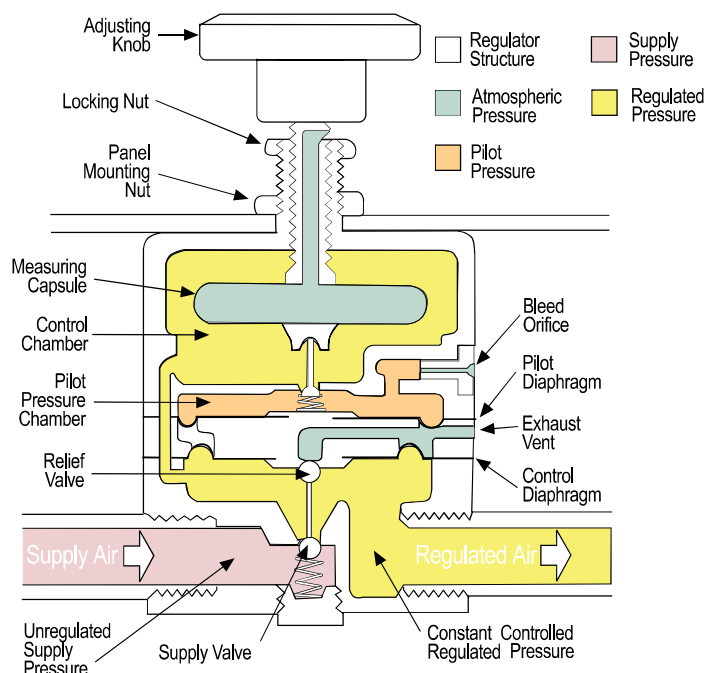 Adjusting
Knob
Locking Nut
Panel
Mounting
Nut
Regulator
Structure
Supply
Pressure
Atmospheric
Pressure
Regulated
Pressure
Pilot
Pressure
Measuring
Capsule
Control
Chamber
Pilot
Pressure
Chamber
Relief
Valve
Bleed
Orifice
Pilot
Diaphragm
Exhaust
Vent
Control
Diaphragm
Supply Air
Regulated Air
Unregulated
Supply
Pressure
Supply Valve
Constant
Regulated Controlled
Pressure